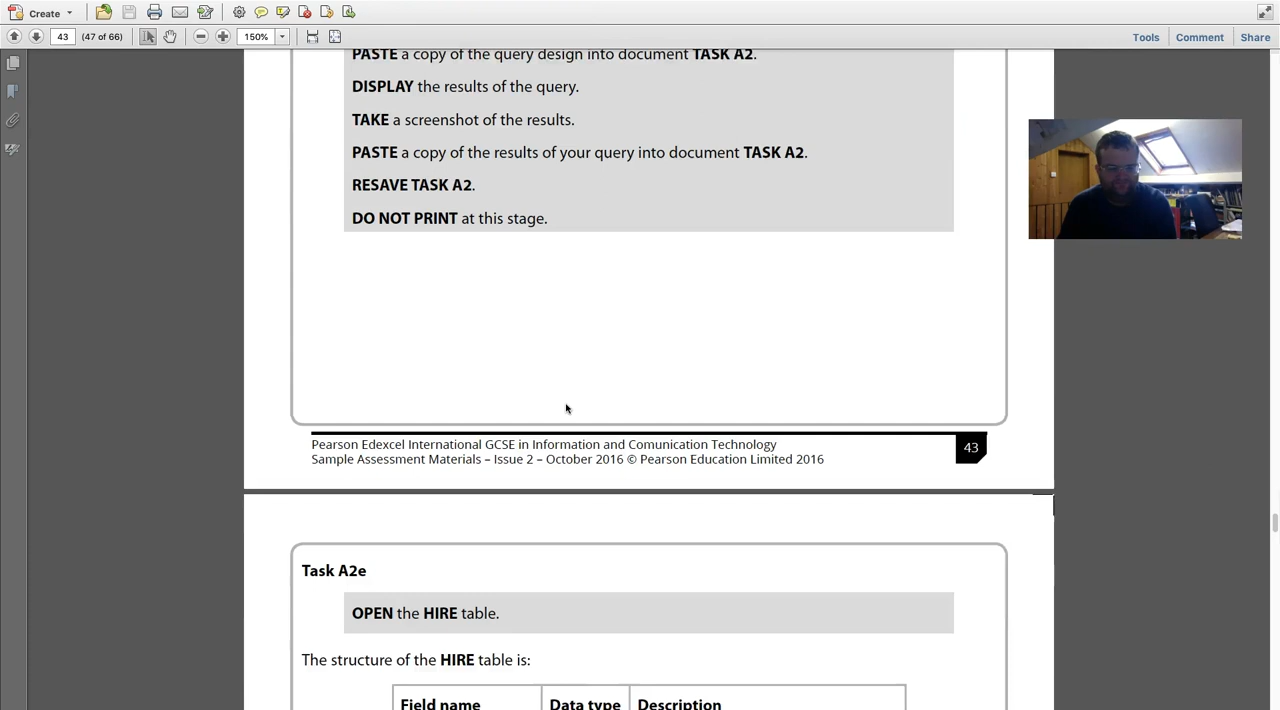 Create
43
(47 of 66)
150%
Tools
Comment
Share
PASTE a copy of the query design into document TASK A2.
DISPLAY the results of the query.
TAKE a screenshot of the results.
PASTE a copy of the results of your query into document TASK A2.
RESAVE TASK A2.
DO NOT PRINT at this stage.
Pearson Edexcel International GCSE in Information and Comunication Technology
Sample Assessment Materials – Issue 2 – October 2016 © Pearson Education Limited 2016
43
Task A2e
OPEN the HIRE table.
The structure of the HIRE table is:
Field name Data type Description